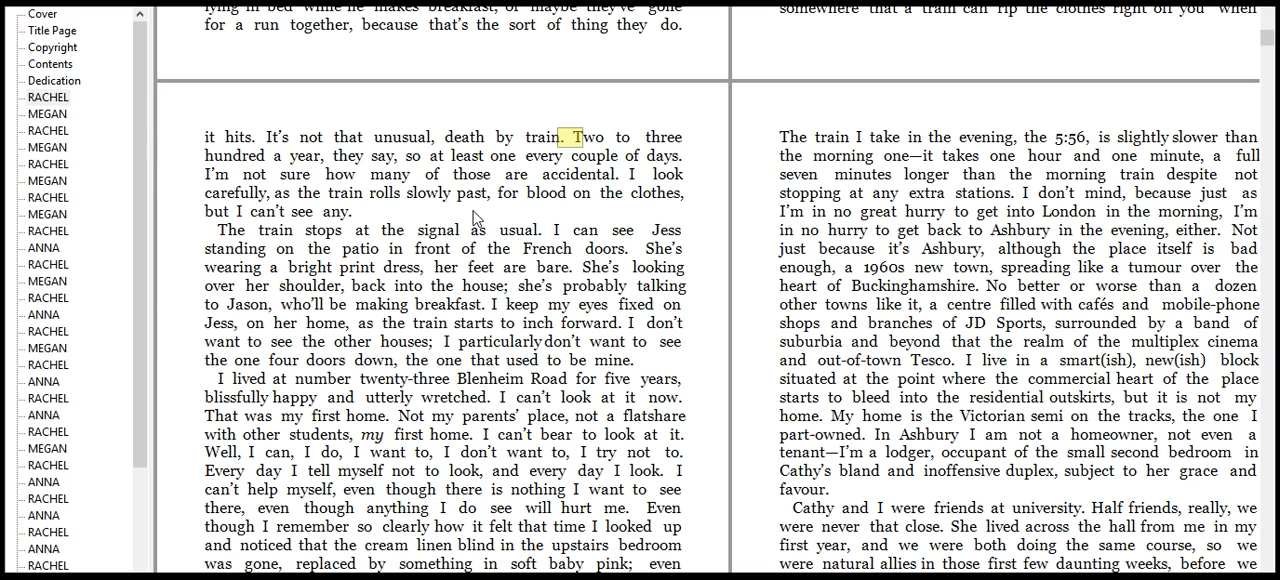 Cover
Title Page
Copyright
Contents
Dedication
RACHEL
MEGAN
RACHEL
MEGAN
RACHEL
MEGAN
RACHEL
MEGAN
RACHEL
ANNA
RACHEL
MEGAN
RACHEL
ANNA
RACHEL
MEGAN
RACHEL
ANNA
RACHEL
ANNA
RACHEL
MEGAN
RACHEL
ANNA
RACHEL
ANNA
RACHEL
ANNA
RACHEL
lying in bed while he makes breakfast, or maybe they've gone
for a run together, because that's the sort of thing they do.
it hits. It's not that unusual, death by train. Two to three
hundred a year, they say, so at least one every couple of days.
I'm not sure how many of those are accidental. I look
carefully, as the train rolls slowly past, for blood on the clothes,
but I can't see any.
The train stops at the signal as usual. I can see Jess
standing on the patio in front of the French doors. She's
wearing a bright print dress, her feet are bare. She's looking
over her shoulder, back into the house; she's probably talking
to Jason, who'll be making breakfast. I keep my eyes fixed on
Jess, on her home, as the train starts to inch forward. I don't
want to see the other houses; I particularly don't want to see
the one four doors down, the one that used to be mine.
I lived at number twenty-three Blenheim Road for five years,
blissfully happy and utterly wretched. I can't look at it now.
That was my first home. Not my parents' place, not a flatshare
with other students, my first home. I can't bear to look at it.
Well, I can, I do, I want to, I don't want to, I try not to.
Every day I tell myself not to look, and every day I look. I
can't help myself, even though there is nothing I want to see
there, even though anything I do see will hurt me. Even
though I remember so clearly how it felt that time I looked up
and noticed that the cream linen blind in the upstairs bedroom
was gone, replaced by something in soft baby pink; even
somewhere that a train can rip the clothes right off you when
The train I take in the evening, the 5:56, is slightly slower than
the morning one—it takes one hour and one minute, a full
seven minutes longer than the morning train despite not
stopping at any extra stations. I don't mind, because just as
I'm in no great hurry to get into London in the morning, I'm
in no hurry to get back to Ashbury in the evening, either. Not
just because it's Ashbury, although the place itself is bad
enough, a 1960s new town, spreading like a tumour over the
heart of Buckinghamshire. No better or worse than a dozen
other towns like it, a centre filled with cafés and mobile-phone
shops and branches of JD Sports, surrounded by a band of
suburbia and beyond that the realm of the multiplex cinema
and out-of-town Tesco. I live in a smart(ish), new(ish) block
situated at the point where the commercial heart of the place
starts to bleed into the residential outskirts, but it is not my
home. My home is the Victorian semi on the tracks, the one I
part-owned. In Ashbury I am not a homeowner, not even a
tenant—I'm a lodger, occupant of the small second bedroom in
Cathy's bland and inoffensive duplex, subject to her grace and
favour.
Cathy and I were friends at university. Half friends, really, we
were never that close. She lived across the hall from me in my
first year, and we were both doing the same course, so we
were natural allies in those first few daunting weeks, before we